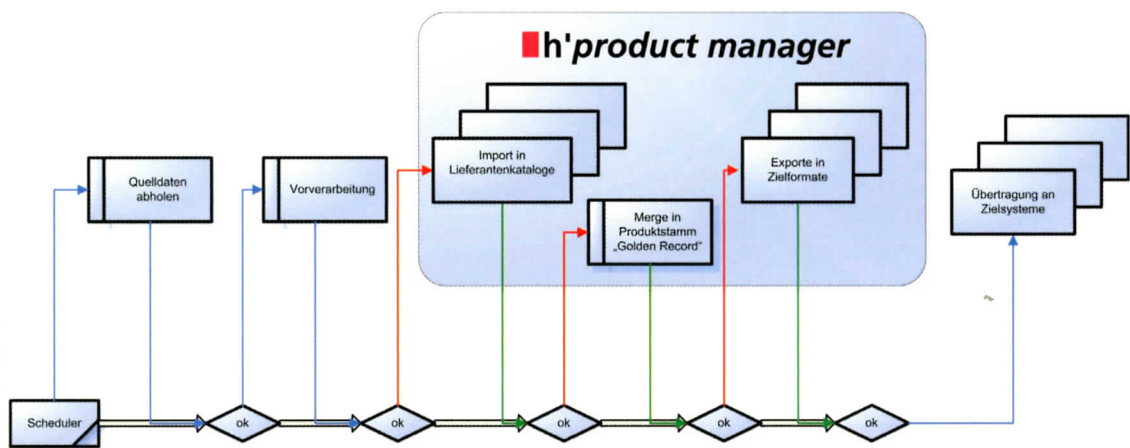 h'product manager
Import in
Lieferantenkataloge
Exporte in
Zielformate
Quelldaten
abholen
Vorverarbeitung
Übertragung an
Zielsysteme
Merge in
Produktstamm
„Golden Record“
Scheduler
ok
ok
ok
ok
ok